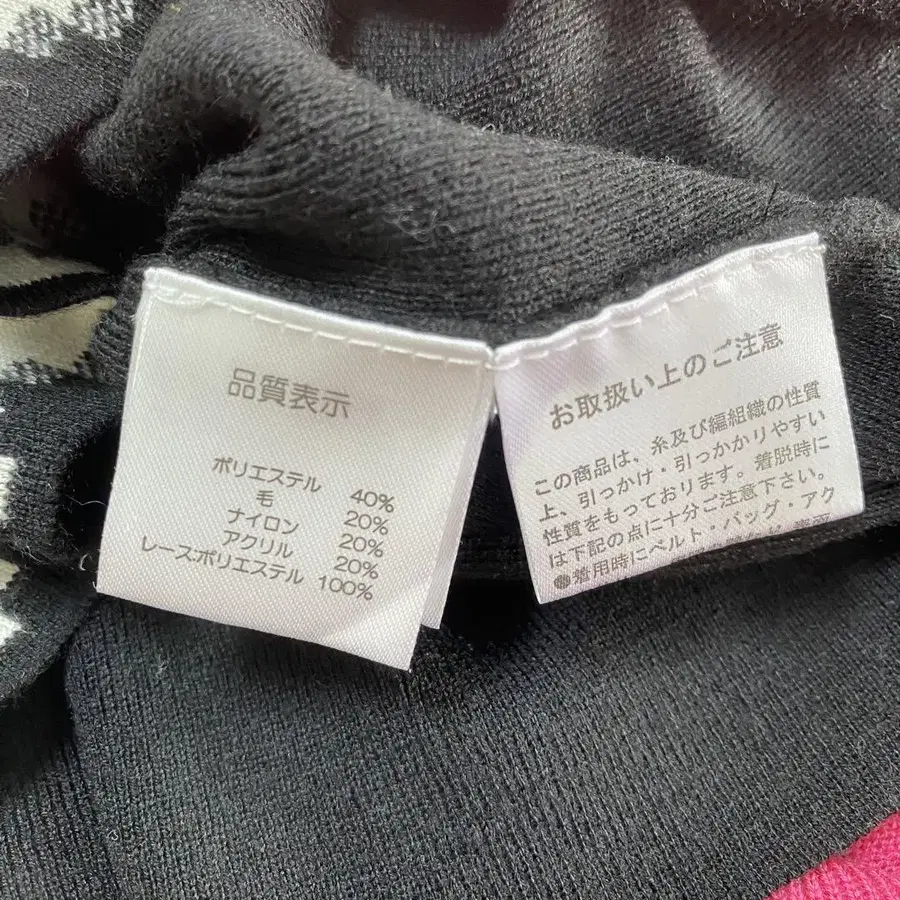 品質表示
ポリエステル 40%
毛 20%
ナイロン 20%
アクリル 20%
レース:ポリエステル 100%
お取扱い上のご注意
この商品は、糸及び編組織の性質
上、引っかけ・引っかかりやすい
性質をもっております。着脱時に
は下記の点に十分ご注意下さい。
●着用時にベルト・バッグ・アク